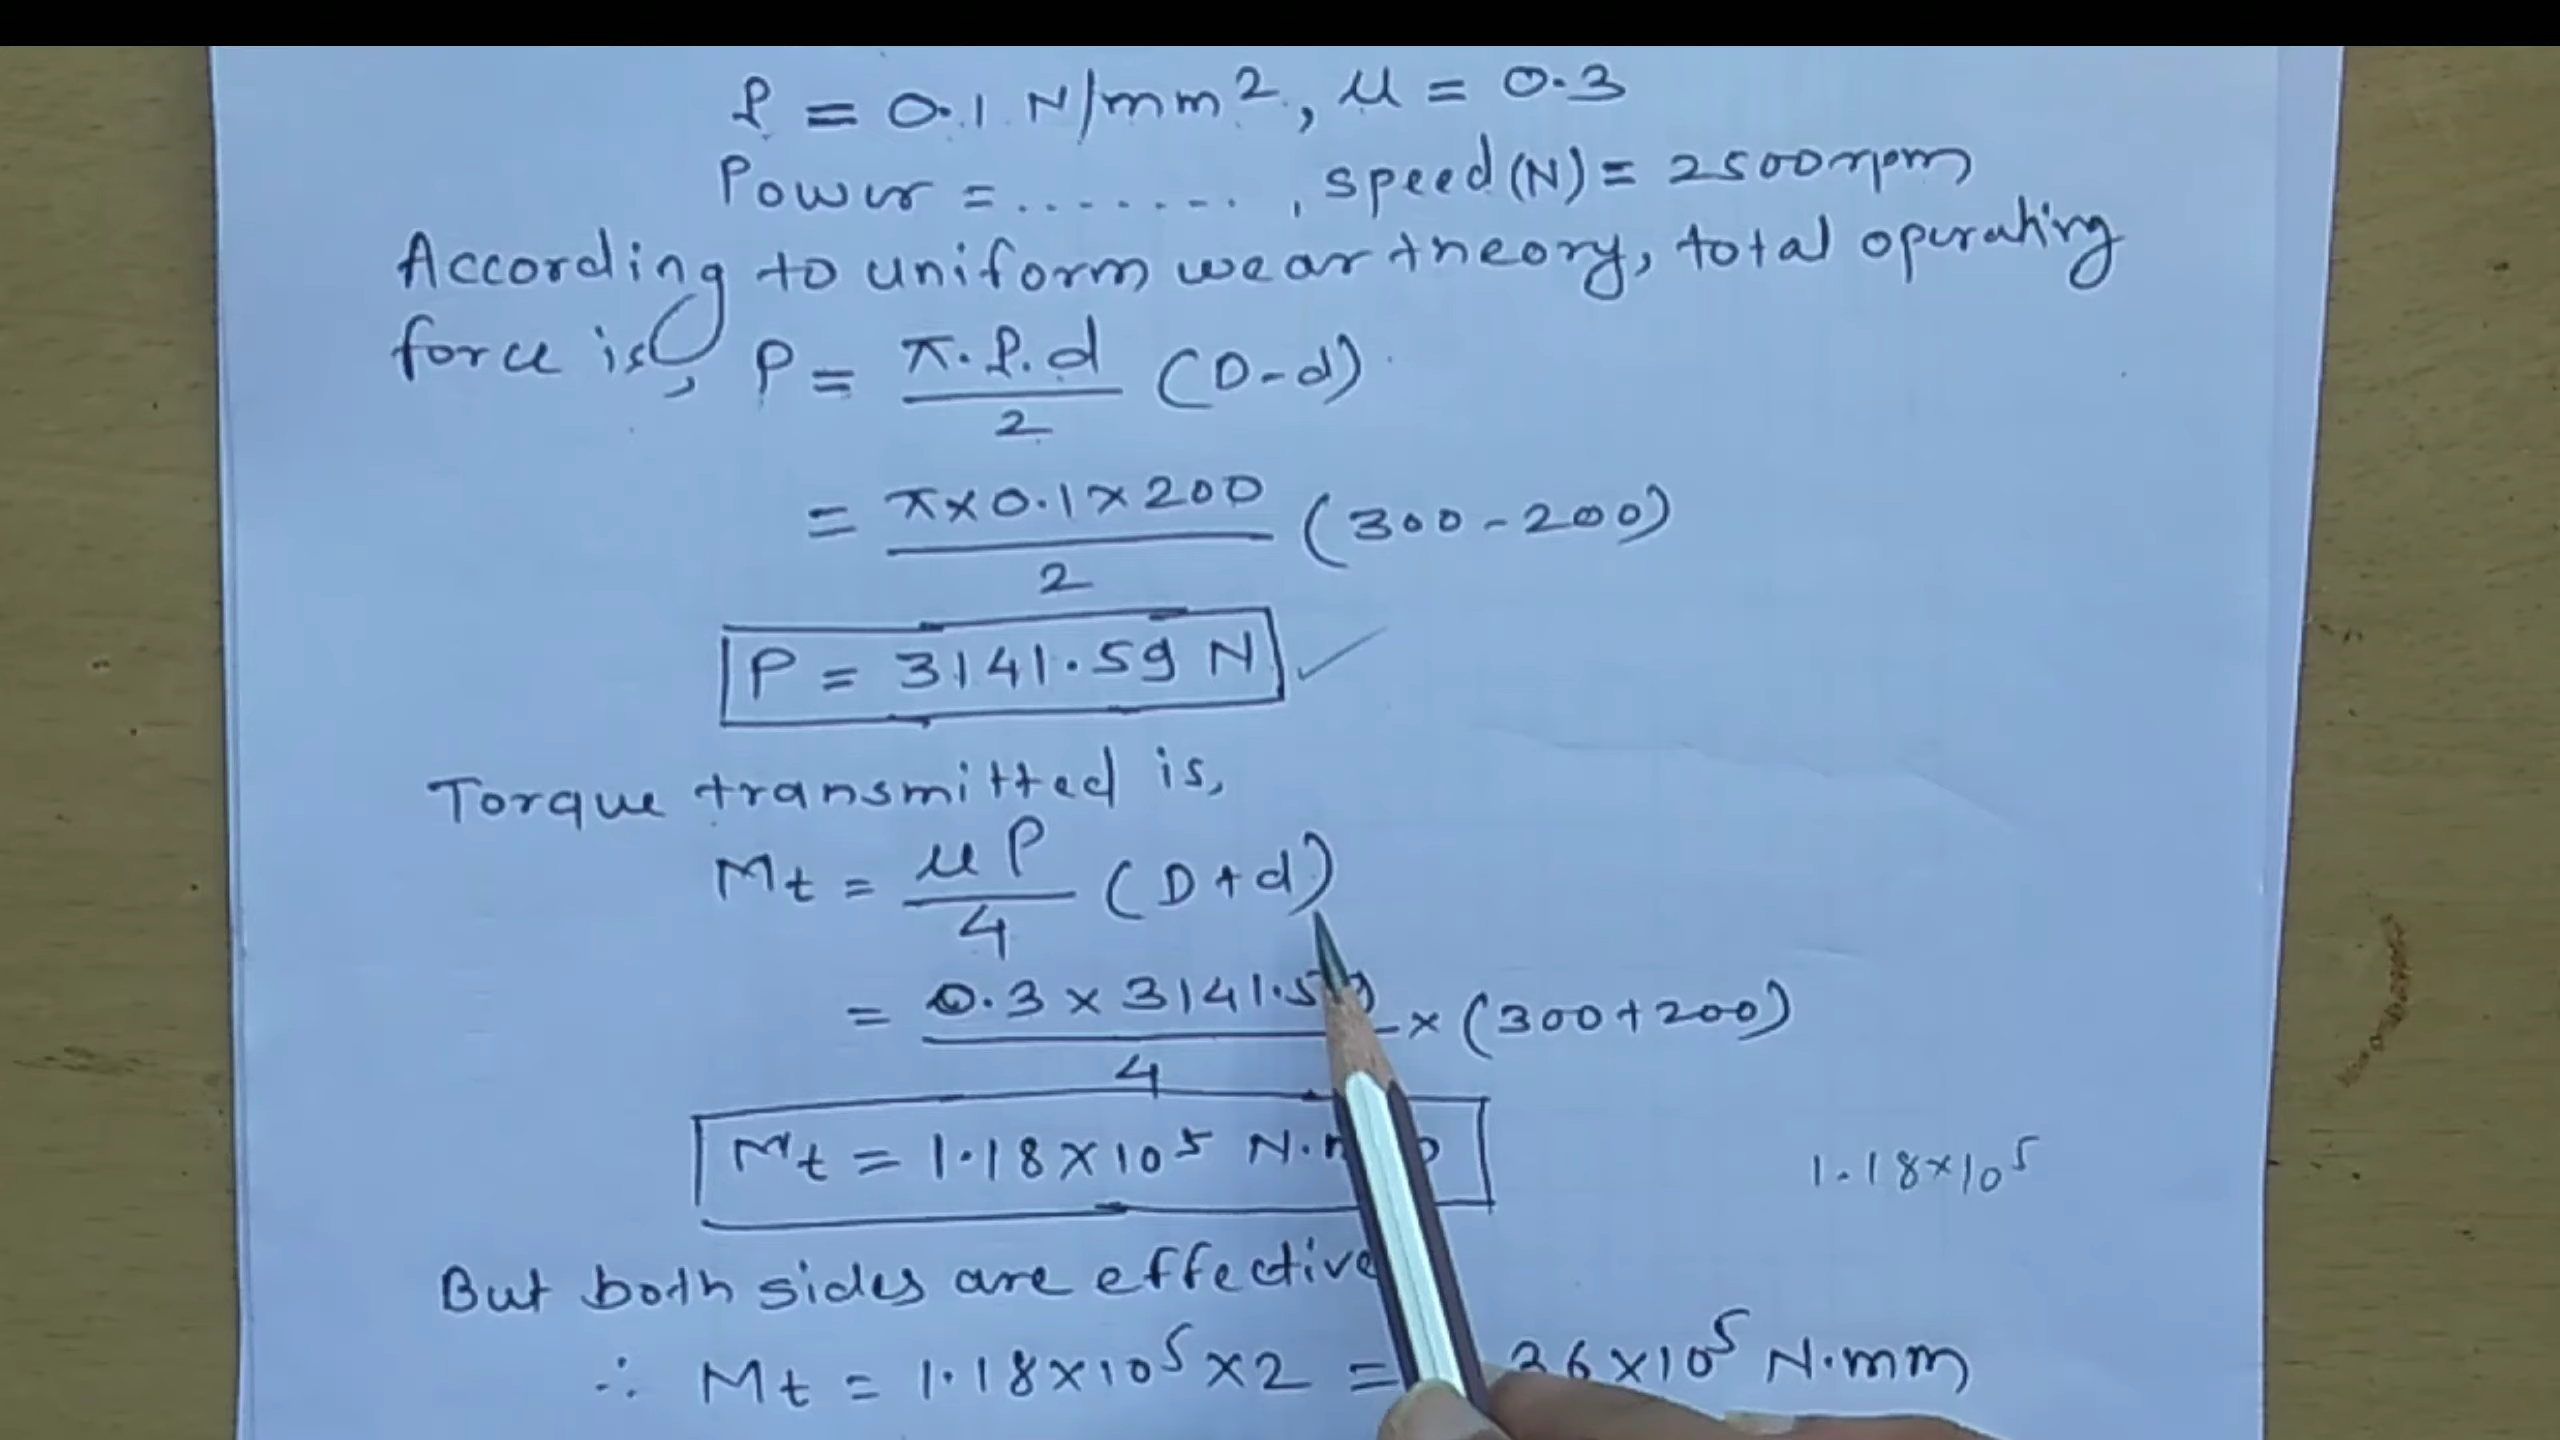 P = 0.1 N/mm², μ = 0.3
Power = ........, speed (N) = 2500 rpm
According to uniform wear theory, total operating
force is, P = π.P.d / 2 (D-d)
= π×0.1×200 / 2 (300-200)
P = 3141.59 N ✓
Torque transmitted is,
Mt = μP / 4 (D+d)
= 0.3 × 3141.59 / 4 × (300+200)
Mt = 1.18×10⁵ N.mm
1.18×10⁵
But both sides are effective
∴ Mt = 1.18×10⁵×2 = 36×10⁵ N.mm